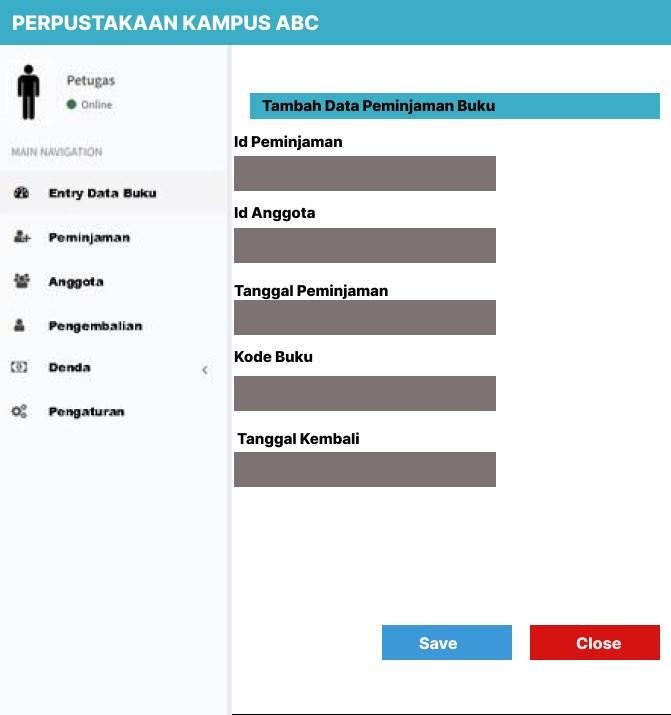 PERPUSTAKAAN KAMPUS ABC
Petugas
Online
MAIN NAVIGATION
Entry Data Buku
Peminjaman
Anggota
Pengembalian
Denda
Pengaturan
Tambah Data Peminjaman Buku
Id Peminjaman
Id Anggota
Tanggal Peminjaman
Kode Buku
Tanggal Kembali
Save
Close